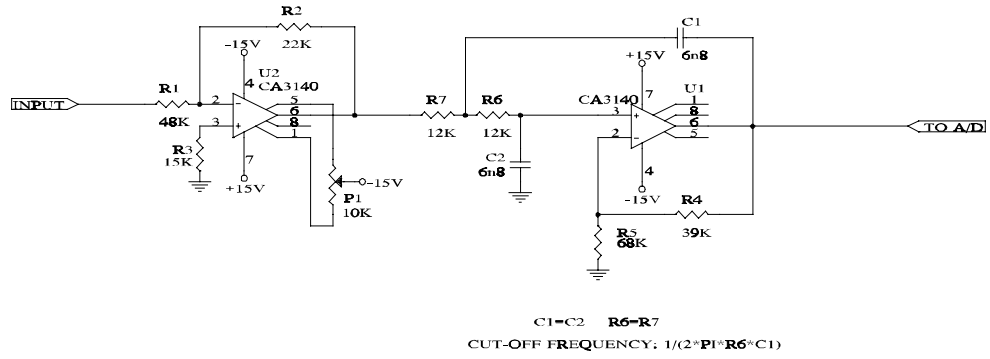 R2
22K
-15V
4
U2
CA3140
INPUT
R1
48K
2
3
5
6
8
1
R3
15K
7
+15V
-15V
P1
10K
R7
12K
R6
12K
C2
6n8
C1
6n8
+15V
7
U1
CA3140
3
2
1
8
6
5
4
-15V
TO A/D
R4
39K
R5
68K
C1=C2 R6=R7
CUT-OFF FREQUENCY; 1/(2*PI*R6*C1)